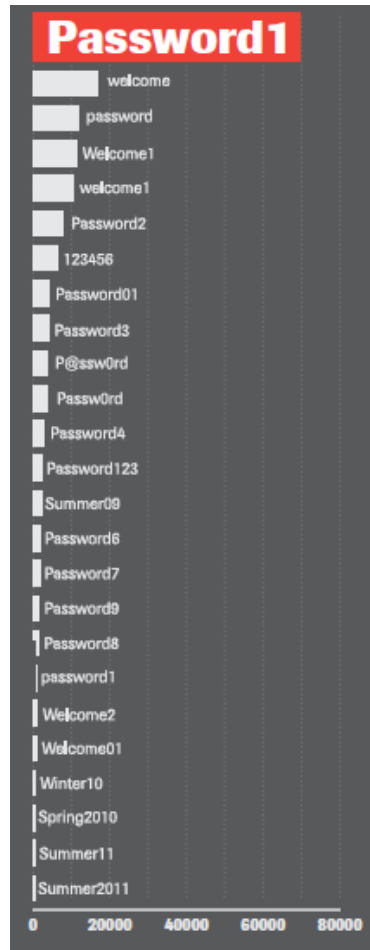 Password1
welcome
password
Welcome1
welcome1
Password2
123456
Password01
Password3
P@ssw0rd
Passw0rd
Password4
Password123
Summer09
Password6
Password7
Password9
Password8
password1
Welcome2
Welcome01
Winter10
Spring2010
Summer11
Summer2011
0 20000 40000 60000 80000